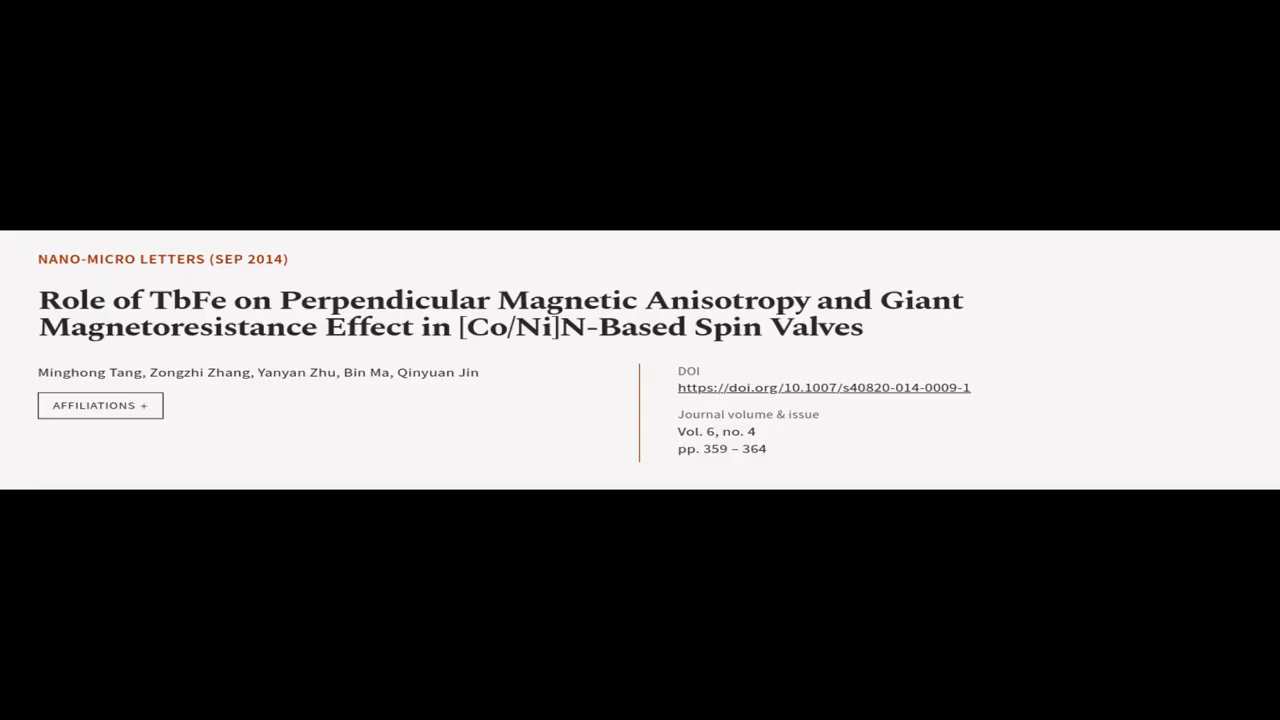 NANO-MICRO LETTERS (SEP 2014)
Role of TbFe on Perpendicular Magnetic Anisotropy and Giant
Magnetoresistance Effect in [Co/Ni]N-Based Spin Valves
Minghong Tang, Zongzhi Zhang, Yanyan Zhu, Bin Ma, Qinyuan Jin
AFFILIATIONS +
DOI
https://doi.org/10.1007/s40820-014-0009-1
Journal volume & issue
Vol. 6, no. 4
pp. 359 – 364